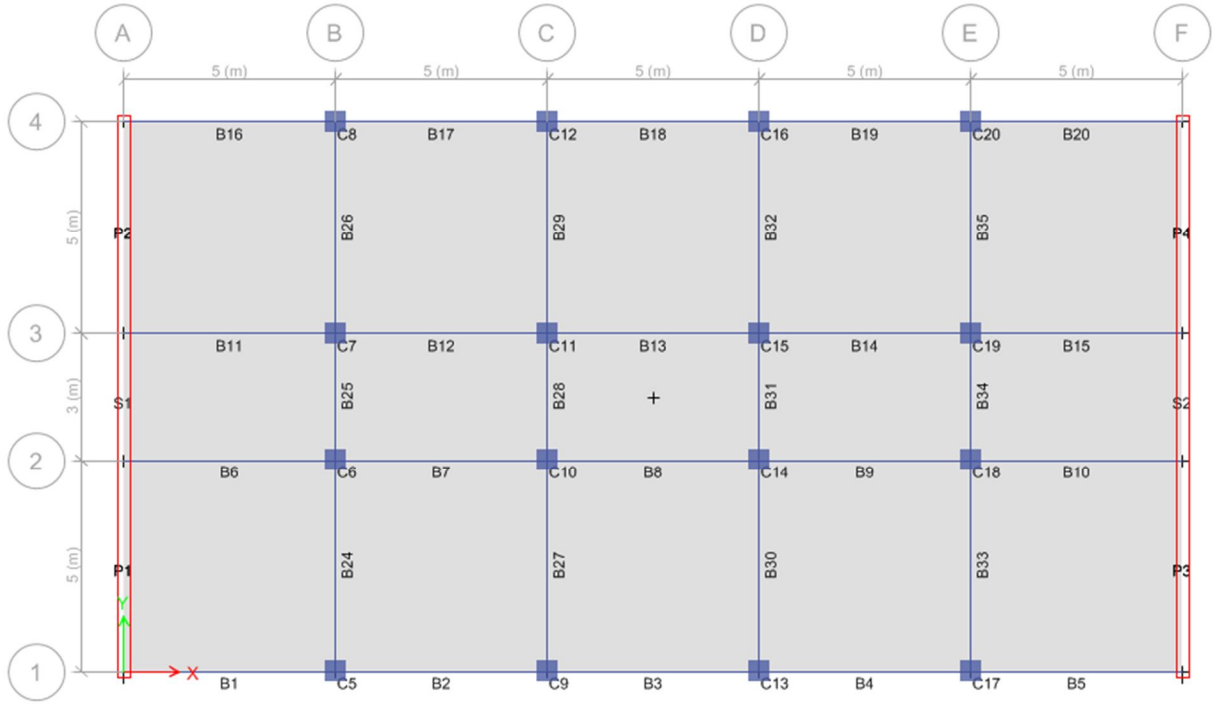 A B C D E F
5 (m) 5 (m) 5 (m) 5 (m) 5 (m)
4
B16 C8 B17 C12 B18 C16 B19 C20 B20
5 (m)
P2 B26 B29 B32 B35 P4
3
B11 C7 B12 C11 B13 C15 B14 C19 B15
3 (m)
S1 B25 B28 B31 B34 S2
2
B6 C6 B7 C10 B8 C14 B9 C18 B10
5 (m)
P1 B24 B27 B30 B33 P3
Y
1
X
B1 C5 B2 C9 B3 C13 B4 C17 B5